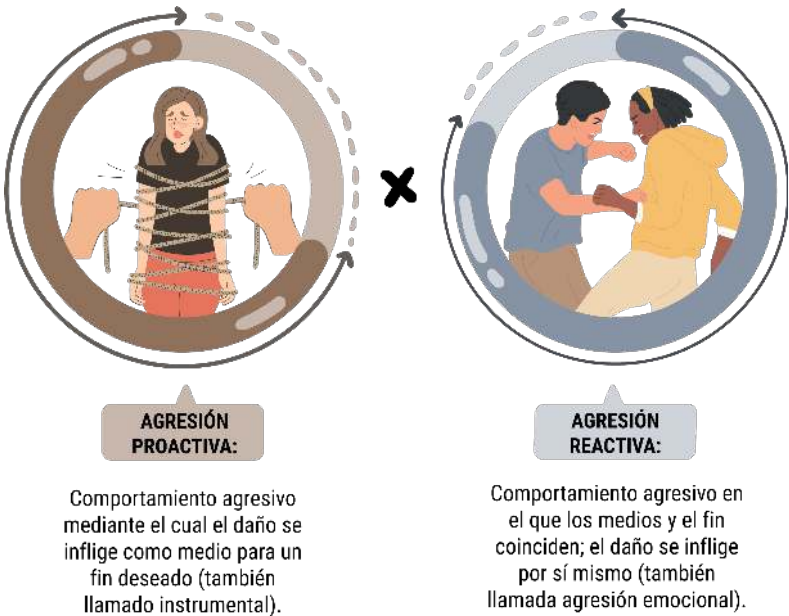 AGRESIÓN
PROACTIVA:
Comportamiento agresivo
mediante el cual el daño se
inflige como medio para un
fin deseado (también
llamado instrumental).
AGRESIÓN
REACTIVA:
Comportamiento agresivo en
el que los medios y el fin
coinciden; el daño se inflige
por sí mismo (también
llamada agresión emocional).